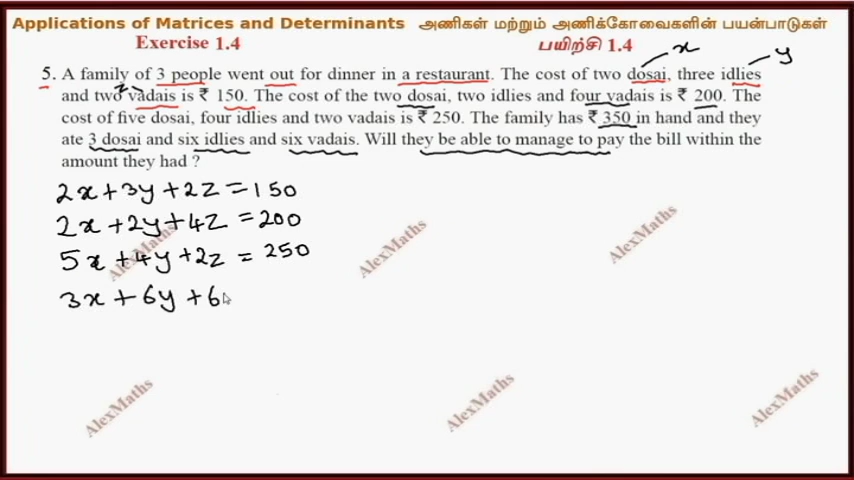 Applications of Matrices and Determinants அணிகள் மற்றும் அணிக்கோவைகளின் பயன்பாடுகள்
Exercise 1.4 பயிற்சி 1.4
x
y
5. A family of 3 people went out for dinner in a restaurant. The cost of two dosai, three idlies
z
and two vadais is ₹ 150. The cost of the two dosai, two idlies and four vadais is ₹ 200. The
cost of five dosai, four idlies and two vadais is ₹ 250. The family has ₹ 350 in hand and they
ate 3 dosai and six idlies and six vadais. Will they be able to manage to pay the bill within the
amount they had ?
2x+3y+2z=150
2x+2y+4z=200
5x+4y+2z=250
3x+6y+6
AlexMaths
AlexMaths
AlexMaths
AlexMaths
AlexMaths
AlexMaths